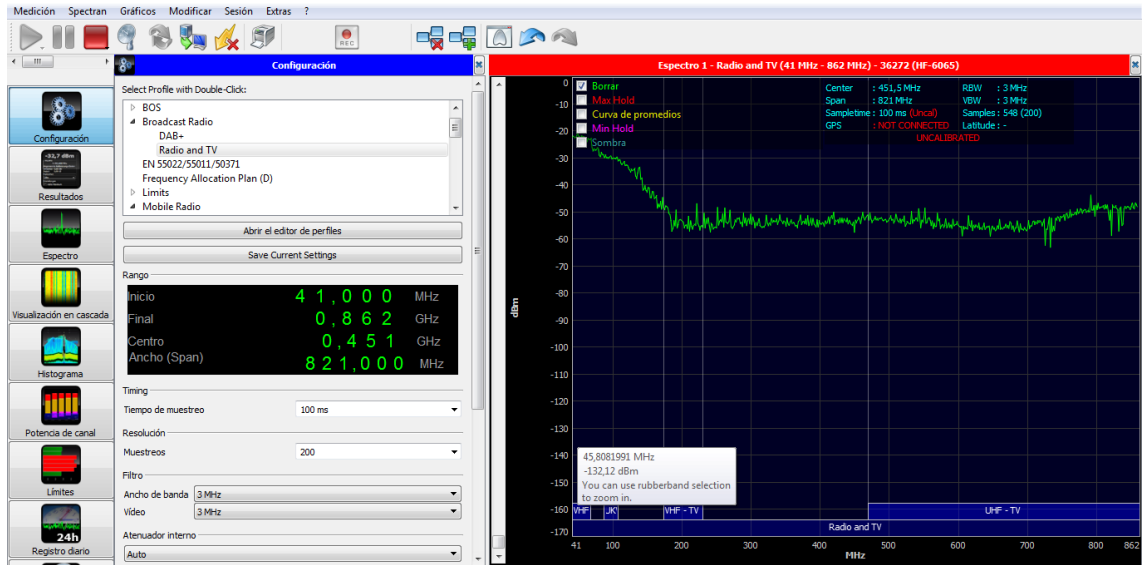 Medición Spectran Gráficos Modificar Sesión Extras ?
REC
Configuración
Espectro 1 - Radio and TV (41 MHz - 862 MHz) - 36272 (HF-6065)
Configuración
Resultados
Espectro
Visualización en cascada
Histograma
Potencia de canal
Límites
24h
Registro diario
Select Profile with Double-Click:
BOS
Broadcast Radio
DAB+
Radio and TV
EN 55022/55011/50371
Frequency Allocation Plan (D)
Limits
Mobile Radio
Abrir el editor de perfiles
Save Current Settings
Rango
Inicio 41,000 MHz
Final 0,862 GHz
Centro 0,451 GHz
Ancho (Span) 821,000 MHz
Timing
Tiempo de muestreo 100 ms
Resolución
Muestreos 200
Filtro
Ancho de banda 3 MHz
Vídeo 3 MHz
Atenuador interno
Auto
Borrar
Max Hold
Curva de promedios
Min Hold
Sombra
Center : 451,5 MHz RBW : 3 MHz
Span : 821 MHz VBW : 3 MHz
Sampletime : 100 ms (Uncal) Samples : 548 (200)
GPS : NOT CONNECTED Latitude : -
UNCALIBRATED
0
-10
-20
-30
-40
-50
-60
-70
-80
-90
-100
-110
-120
-130
-140
-150
-160
-170
dBm
45,8081991 MHz
-132,12 dBm
You can use rubberband selection
to zoom in.
VHF VHF - TV UHF - TV
Radio and TV
41 100 200 300 400 500 600 700 800 862
MHz